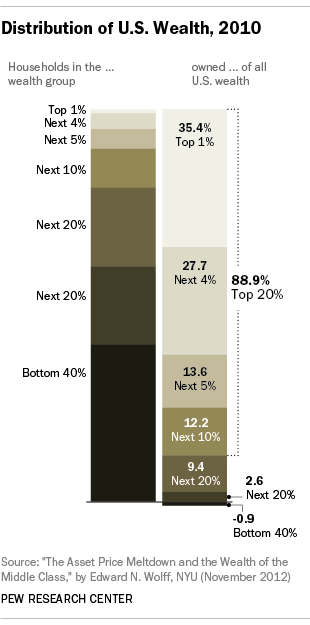 Distribution of U.S. Wealth, 2010
Households in the ...
wealth group
owned ... of all
U.S. wealth
Top 1%
Next 4%
Next 5%
Next 10%
Next 20%
Next 20%
Bottom 40%
35.4%
Top 1%
27.7
Next 4%
13.6
Next 5%
12.2
Next 10%
9.4
Next 20%
88.9%
Top 20%
2.6
Next 20%
-0.9
Bottom 40%
Source: "The Asset Price Meltdown and the Wealth of the
Middle Class," by Edward N. Wolff, NYU (November 2012)
PEW RESEARCH CENTER